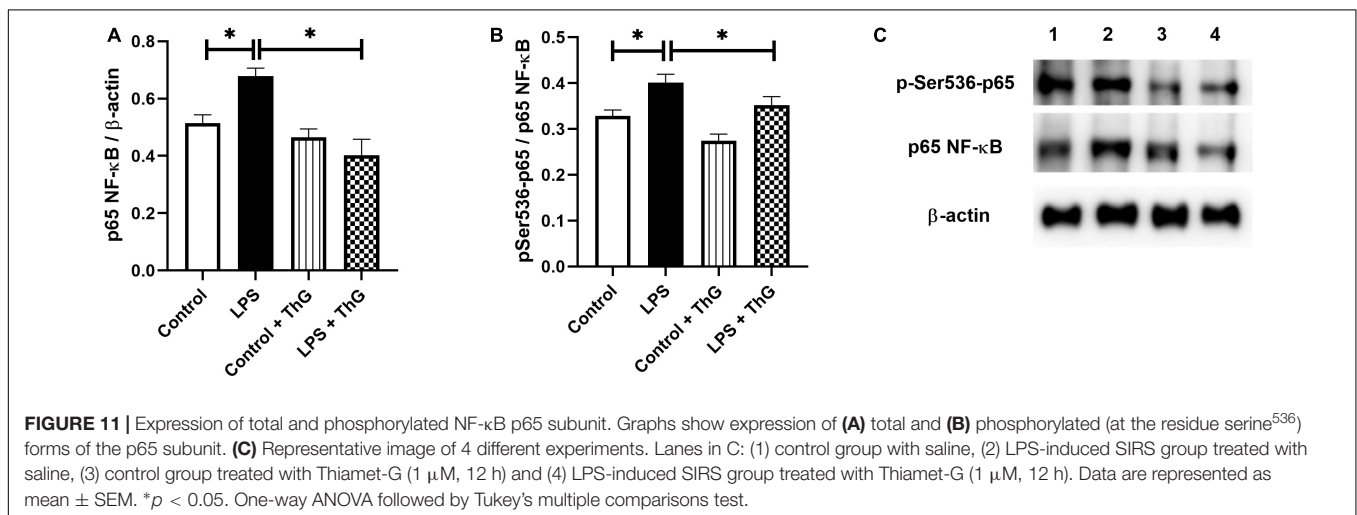 A
p65 NF-κB / β-actin
0.8
0.6
0.4
0.2
0.0
* *
Control
LPS
Control + ThG
LPS + ThG
B
pSer536-p65 / p65 NF-κB
0.5
0.4
0.3
0.2
0.1
0.0
* *
Control
LPS
Control + ThG
LPS + ThG
C
1 2 3 4
p-Ser536-p65
p65 NF-κB
β-actin
FIGURE 11 | Expression of total and phosphorylated NF-κB p65 subunit. Graphs show expression of (A) total and (B) phosphorylated (at the residue serine⁵³⁶)
forms of the p65 subunit. (C) Representative image of 4 different experiments. Lanes in C: (1) control group with saline, (2) LPS-induced SIRS group treated with
saline, (3) control group treated with Thiamet-G (1 μM, 12 h) and (4) LPS-induced SIRS group treated with Thiamet-G (1 μM, 12 h). Data are represented as
mean ± SEM. *p < 0.05. One-way ANOVA followed by Tukey's multiple comparisons test.